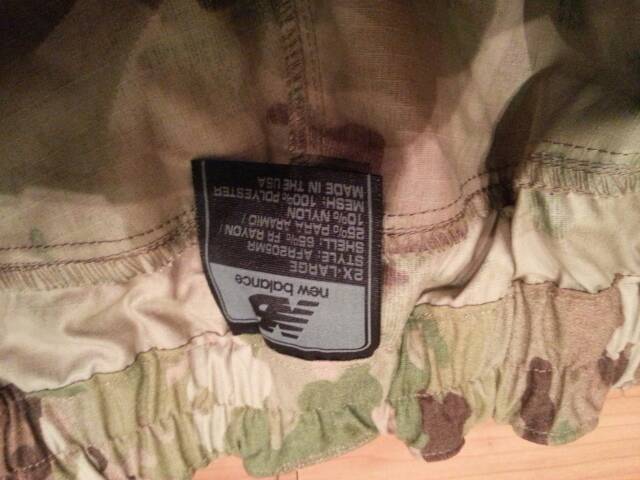 new balance
2X-LARGE
STYLE: AFR205MR
SHELL: 65% FR RAYON/
25% PARA ARAMID /
10% NYLON
MESH: 100% POLYESTER
MADE IN THE USA